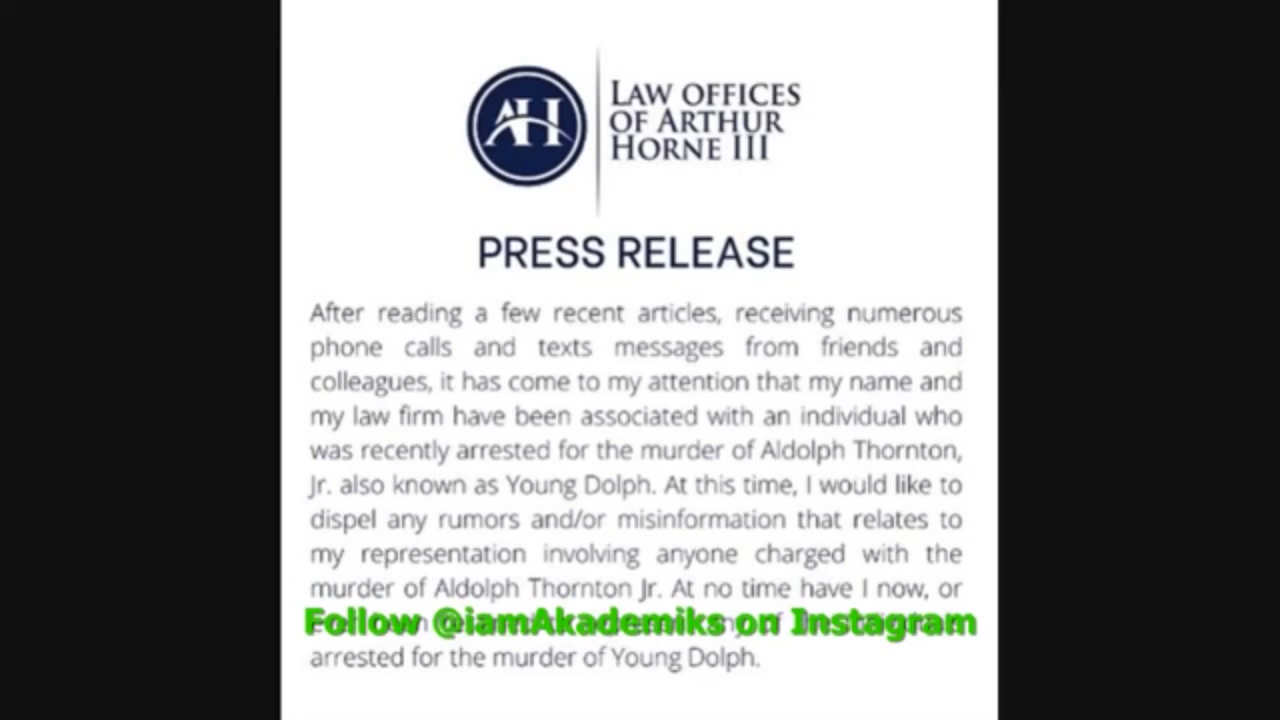 AH
LAW OFFICES
OF ARTHUR
HORNE III
PRESS RELEASE
After reading a few recent articles, receiving numerous
phone calls and texts messages from friends and
colleagues, it has come to my attention that my name and
my law firm have been associated with an individual who
was recently arrested for the murder of Aldolph Thornton,
Jr. also known as Young Dolph. At this time, I would like to
dispel any rumors and/or misinformation that relates to
my representation involving anyone charged with the
murder of Aldolph Thornton Jr. At no time have I now, or
Follow @iamAkademiks on Instagram
arrested for the murder of Young Dolph.